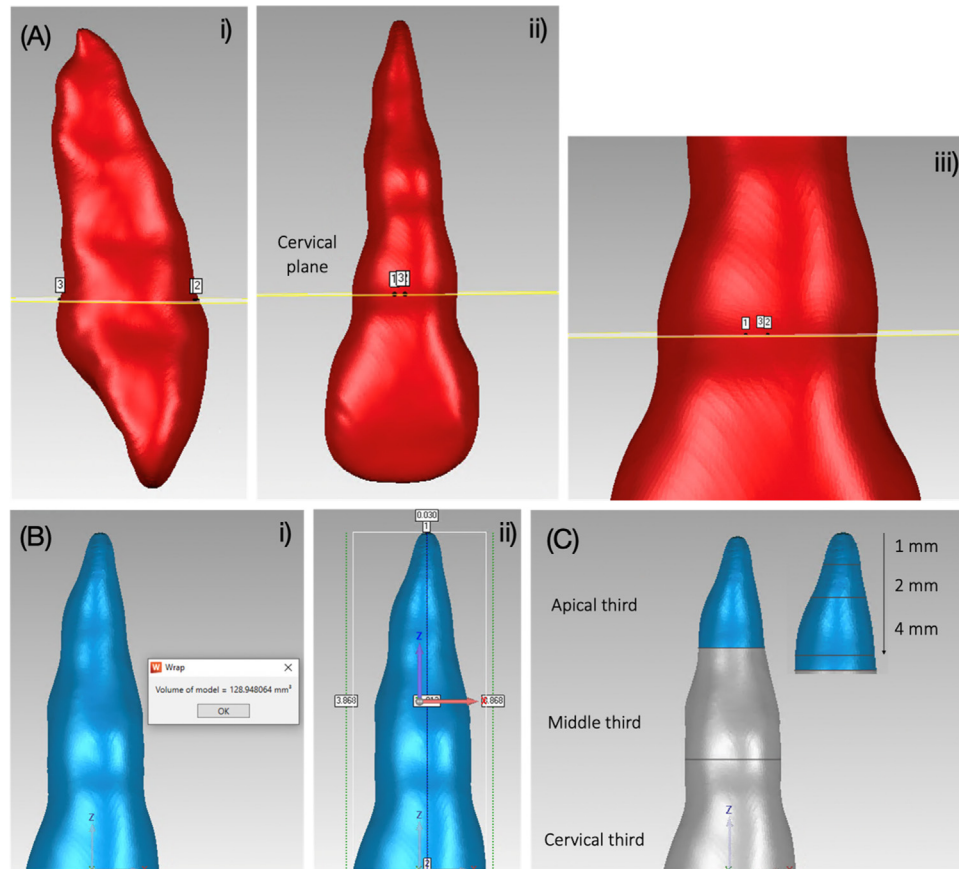 (A)
i)
ii)
iii)
3
2
Cervical
plane
1
3
1
3
2
(B)
i)
Wrap
Volume of model = 128.948064 mm³
OK
Z
ii)
0.030
1
Z
3.868
Z
2
(C)
Apical third
Middle third
Cervical third
Z
1 mm
2 mm
4 mm